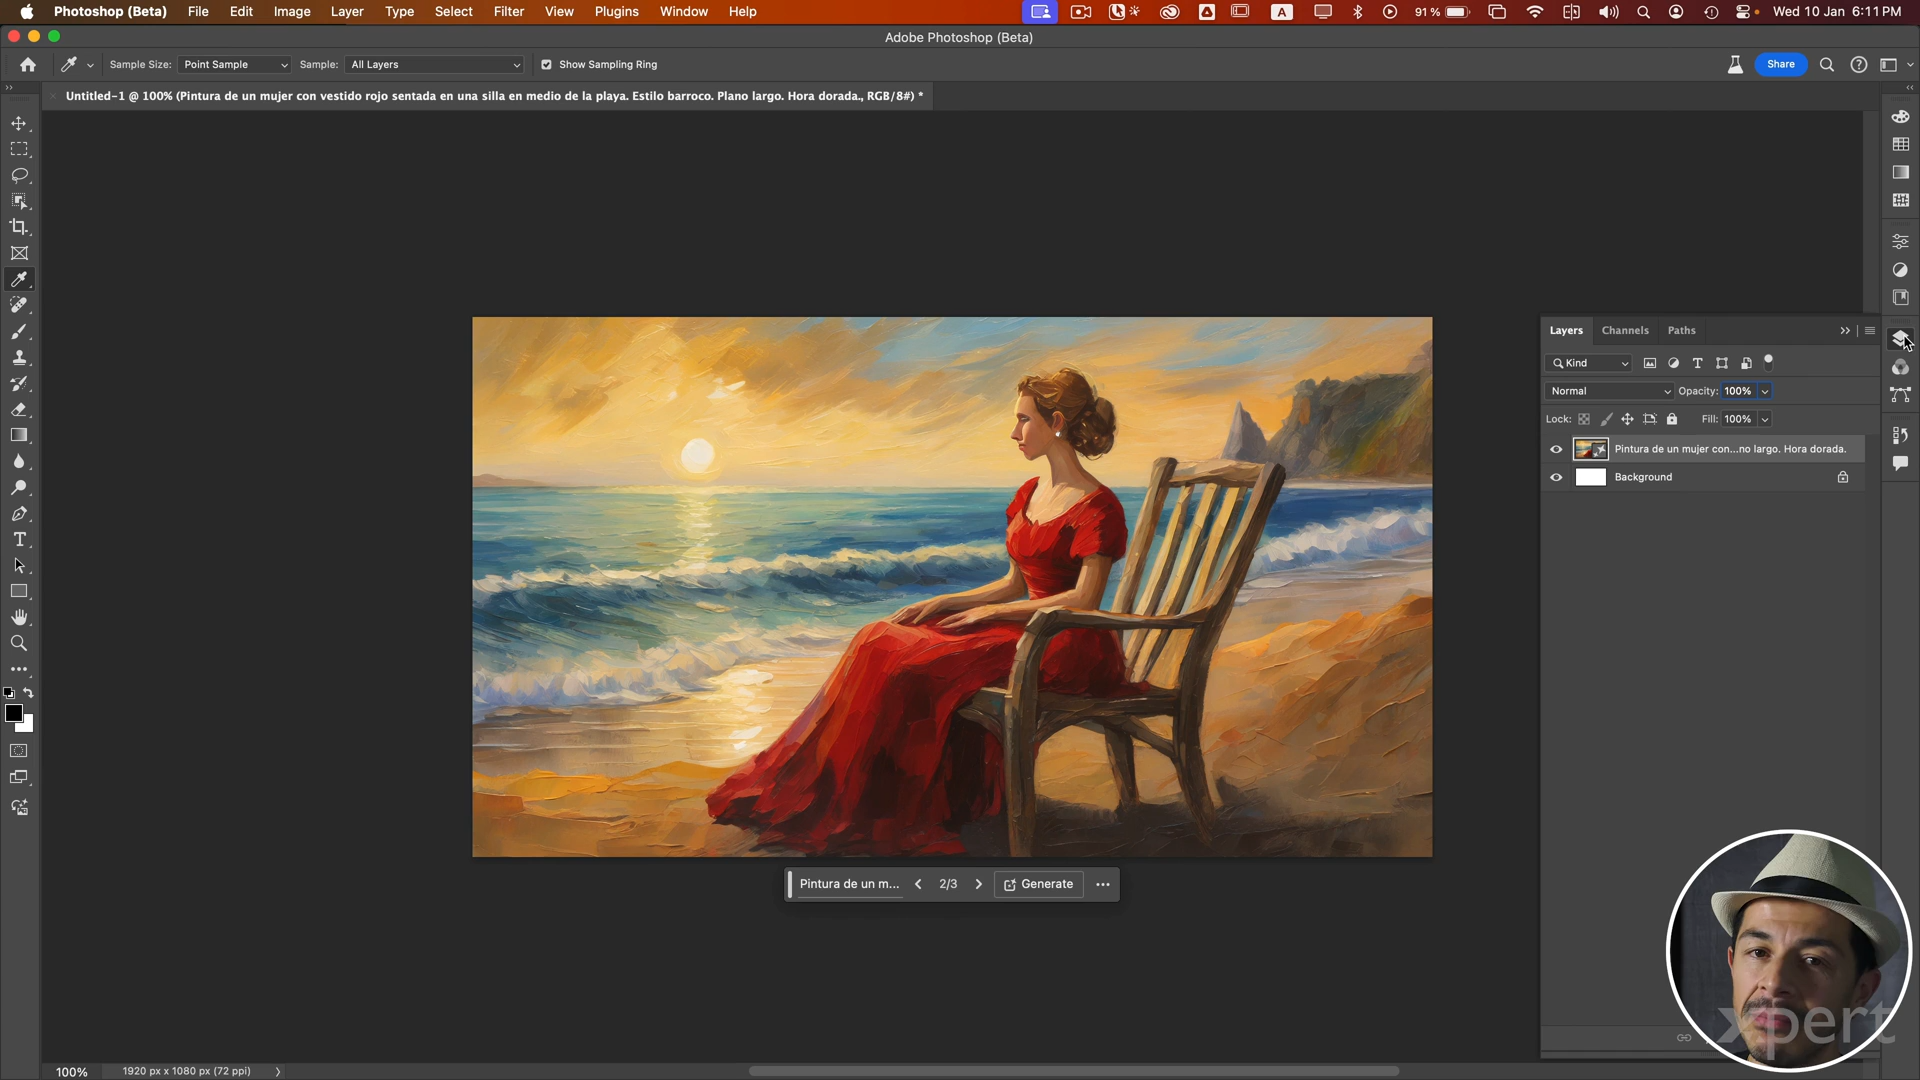 Photoshop (Beta) File Edit Image Layer Type Select Filter View Plugins Window Help A 91 % Wed 10 Jan 6:11 PM
Adobe Photoshop (Beta)
Sample Size: Point Sample Sample: All Layers Show Sampling Ring Share
Untitled-1 @ 100% (Pintura de un mujer con vestido rojo sentada en una silla en medio de la playa. Estilo barroco. Plano largo. Hora dorada., RGB/8#) *
Layers Channels Paths
Kind
Normal Opacity: 100%
Lock: Fill: 100%
Pintura de un mujer con...no largo. Hora dorada.
Background
Pintura de un m... 2/3 Generate
xpert
100% 1920 px x 1080 px (72 ppi)